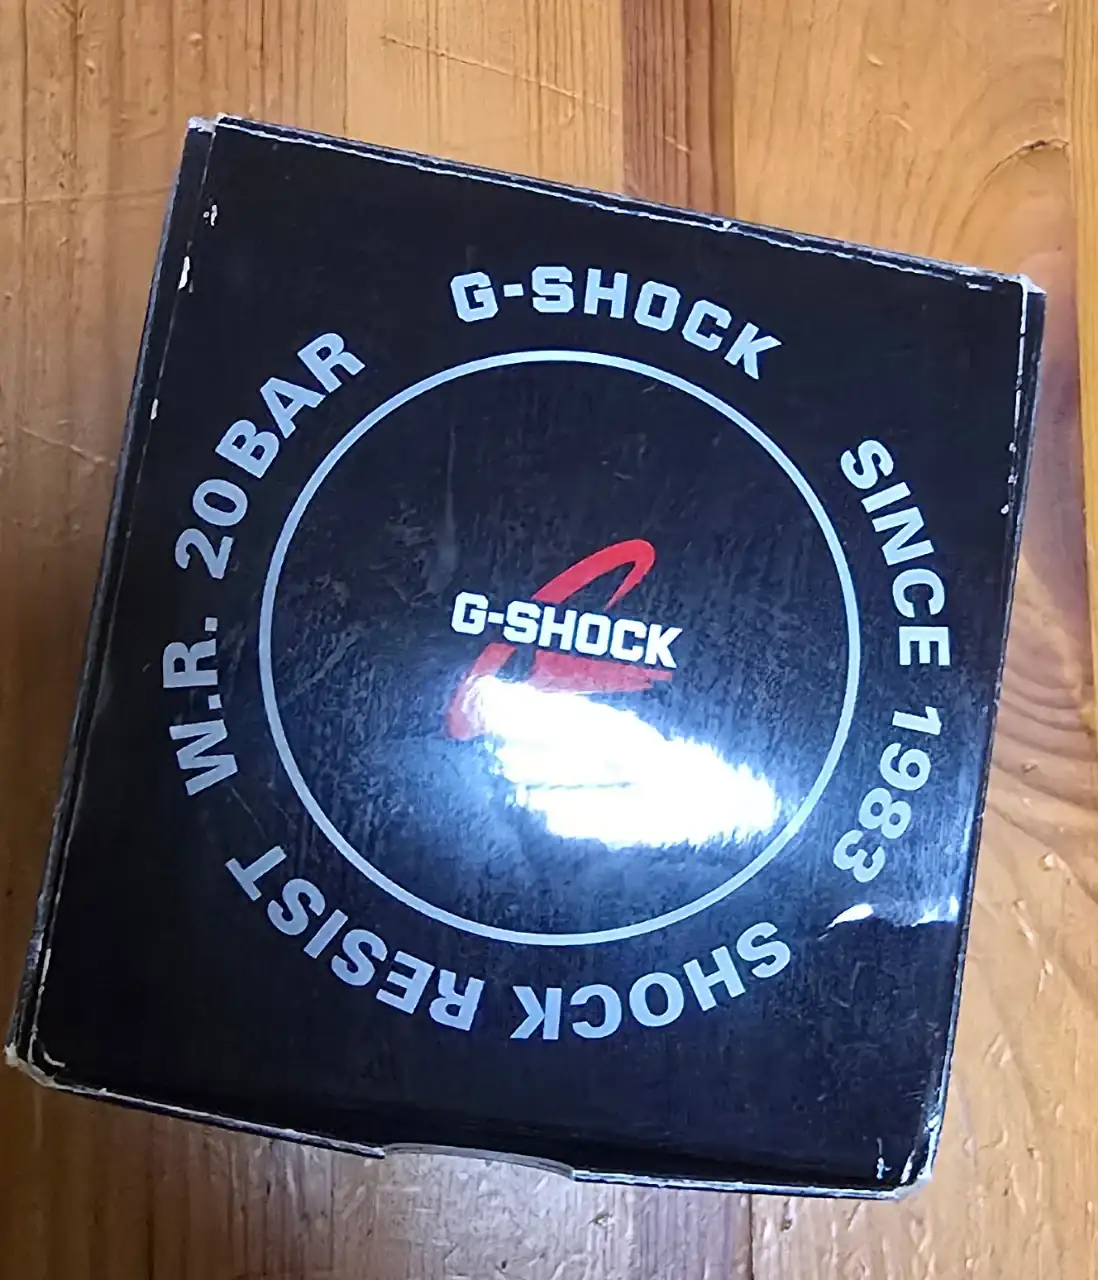 G-SHOCK
SINCE 1983
SHOCK RESIST
W.R. 20BAR
G-SHOCK